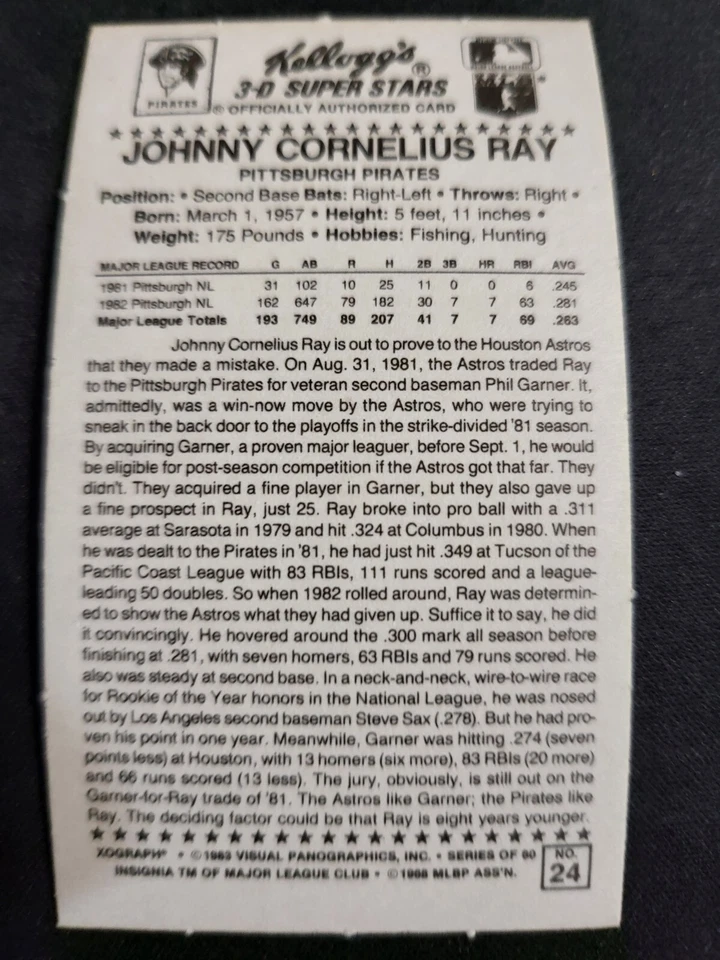 PIRATES
Kellogg's ®
3-D SUPER STARS
® OFFICIALLY AUTHORIZED CARD
JOHNNY CORNELIUS RAY
PITTSBURGH PIRATES
Position: • Second Base Bats: Right-Left • Throws: Right •
Born: March 1, 1957 • Height: 5 feet, 11 inches •
Weight: 175 Pounds • Hobbies: Fishing, Hunting
MAJOR LEAGUE RECORD G AB R H 2B 3B HR RBI AVG
1981 Pittsburgh NL 31 102 10 25 11 0 0 6 .245
1982 Pittsburgh NL 162 647 79 182 30 7 7 63 .281
Major League Totals 193 749 89 207 41 7 7 69 .263
Johnny Cornelius Ray is out to prove to the Houston Astros
that they made a mistake. On Aug. 31, 1981, the Astros traded Ray
to the Pittsburgh Pirates for veteran second baseman Phil Garner. It,
admittedly, was a win-now move by the Astros, who were trying to
sneak in the back door to the playoffs in the strike-divided '81 season.
By acquiring Garner, a proven major leaguer, before Sept. 1, he would
be eligible for post-season competition if the Astros got that far. They
didn't. They acquired a fine player in Garner, but they also gave up
a fine prospect in Ray, just 25. Ray broke into pro ball with a .311
average at Sarasota in 1979 and hit .324 at Columbus in 1980. When
he was dealt to the Pirates in '81, he had just hit .349 at Tucson of the
Pacific Coast League with 83 RBIs, 111 runs scored and a league-
leading 50 doubles. So when 1982 rolled around, Ray was determin-
ed to show the Astros what they had given up. Suffice it to say, he did
it convincingly. He hovered around the .300 mark all season before
finishing at .281, with seven homers, 63 RBIs and 79 runs scored. He
also was steady at second base. In a neck-and-neck, wire-to-wire race
for Rookie of the Year honors in the National League, he was nosed
out by Los Angeles second baseman Steve Sax (.278). But he had pro-
ven his point in one year. Meanwhile, Garner was hitting .274 (seven
points less) at Houston, with 13 homers (six more), 83 RBIs (20 more)
and 66 runs scored (13 less). The jury, obviously, is still out on the
Garner-for-Ray trade of '81. The Astros like Garner; the Pirates like
Ray. The deciding factor could be that Ray is eight years younger.
XOGRAPH® • © 1983 VISUAL PANOGRAPHICS, INC. • SERIES OF 60
INSIGNIA TM OF MAJOR LEAGUE CLUB • © MLBP ASS'N.
NO.
24